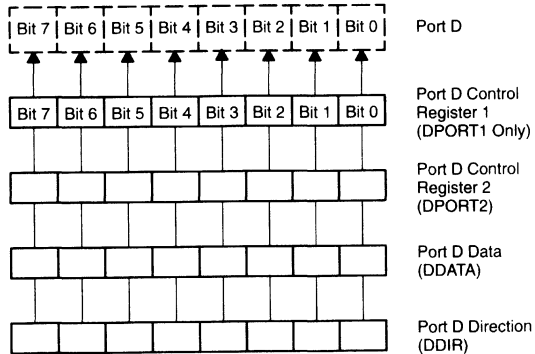 Bit 7 Bit 6 Bit 5 Bit 4 Bit 3 Bit 2 Bit 1 Bit 0 Port D
Bit 7 Bit 6 Bit 5 Bit 4 Bit 3 Bit 2 Bit 1 Bit 0
Port D Control
Register 1
(DPORT1 Only)
Port D Control
Register 2
(DPORT2)
Port D Data
(DDATA)
Port D Direction
(DDIR)